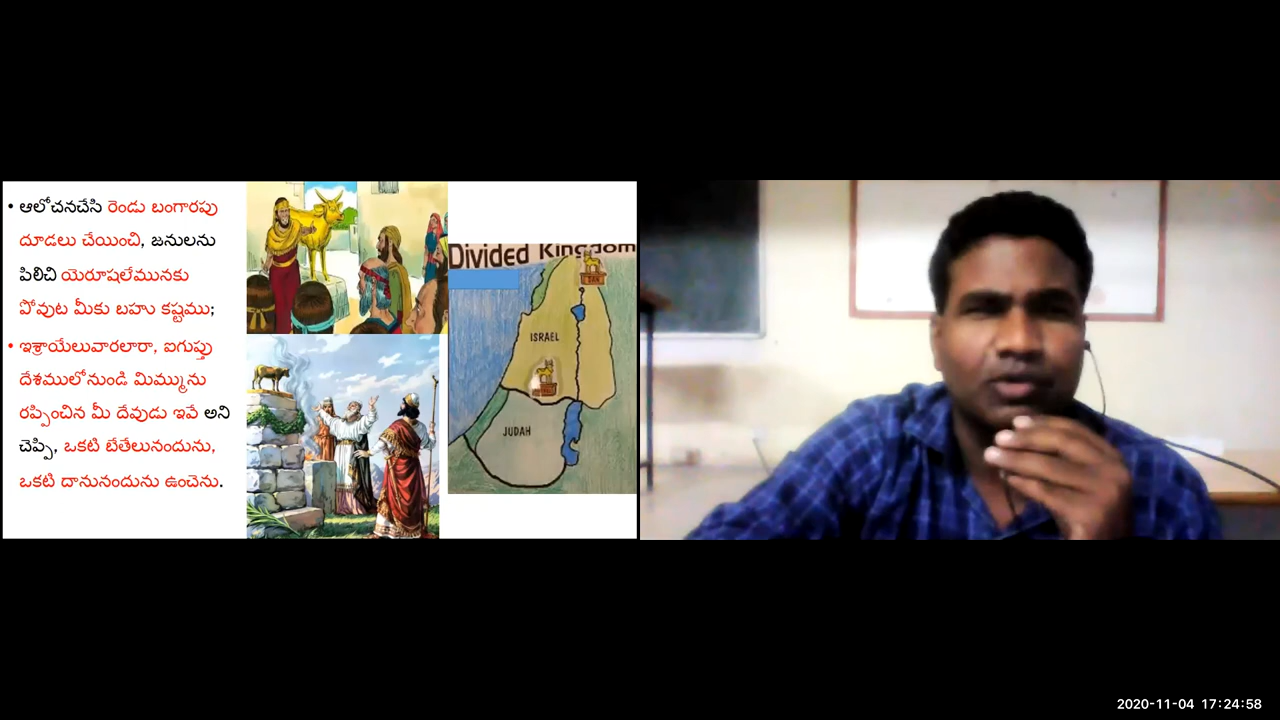 • ఆలోచనచేసి రెండు బంగారపు
దూడలు చేయించి, జనులను
పిలిచి యెరూషలేమునకు
పోవుట మీకు బహు కష్టము;
• ఇశ్రాయేలువారలారా, ఐగుప్తు
దేశములోనుండి మిమ్మును
రప్పించిన మీ దేవుడు ఇవే అని
చెప్పి, ఒకటి బేతేలునందును,
ఒకటి దానునందును ఉంచెను.
Divided Kingdom
DAN
ISRAEL
JUDAH
2020-11-04 17:24:58